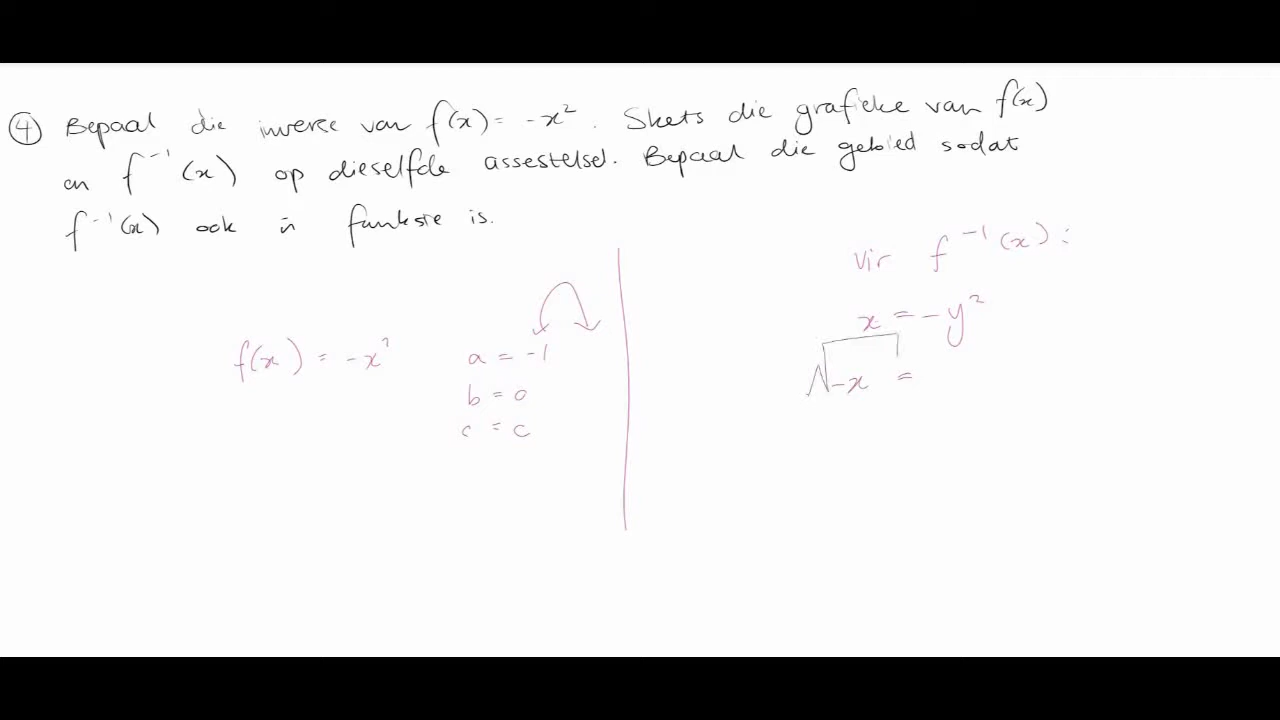 ④ Bepaal die inverse van f(x) = -x². Skets die grafieke van f(x)
en f⁻¹(x) op dieselfde assestelsel. Bepaal die gebied sodat
f⁻¹(x) ook 'n funksie is.
f(x) = -x²
a = -1
b = 0
c = c
Vir f⁻¹(x) :
x = -y²
√-x =